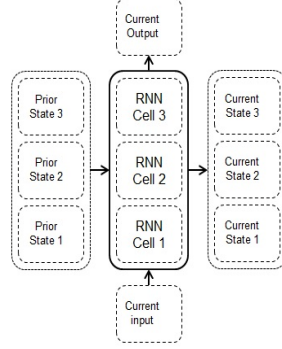 Current
Output
Prior
State 3
RNN
Cell 3
Current
State 3
Prior
State 2
RNN
Cell 2
Current
State 2
Prior
State 1
RNN
Cell 1
Current
State 1
Current
input